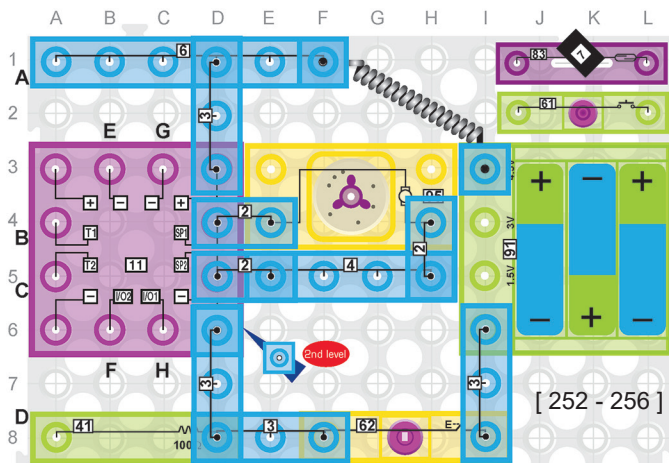 A B C D E F G H I J K L
1 6 83 7
A
2 E G 3 61
3 4.5V + − +
+ − − +
4 2 95 3V
B T1 SP1
11 2 91
T2 SP2
5 2 4 1.5V
C
− I/O2 I/O1 −
6 − + −
2nd level
F H
7 3 3 [ 252 - 256 ]
D 41 3 62
8 100Ω